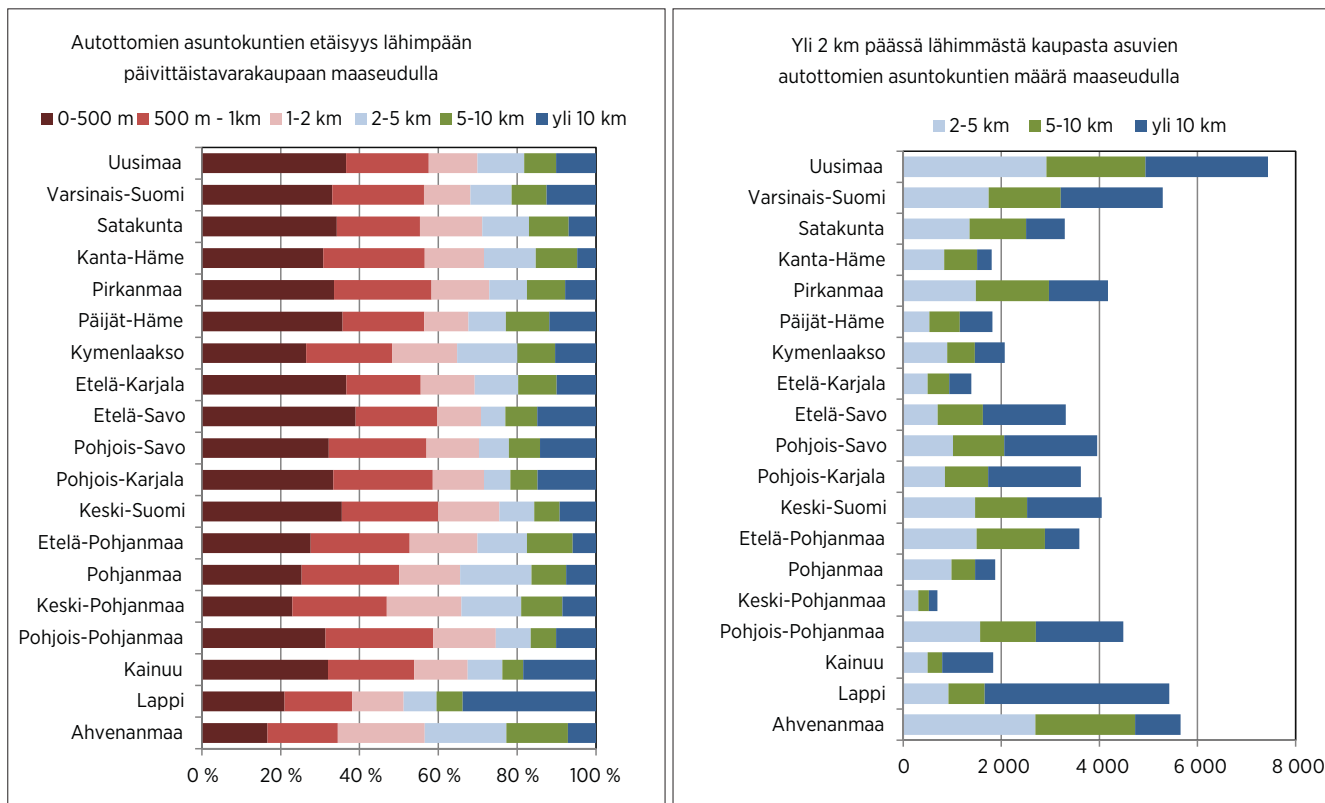 Autottomien asuntokuntien etäisyys lähimpään
päivittäistavarakaupaan maaseudulla
0-500 m 500 m - 1km 1-2 km 2-5 km 5-10 km yli 10 km
Uusimaa
Varsinais-Suomi
Satakunta
Kanta-Häme
Pirkanmaa
Päijät-Häme
Kymenlaakso
Etelä-Karjala
Etelä-Savo
Pohjois-Savo
Pohjois-Karjala
Keski-Suomi
Etelä-Pohjanmaa
Pohjanmaa
Keski-Pohjanmaa
Pohjois-Pohjanmaa
Kainuu
Lappi
Ahvenanmaa
0 % 20 % 40 % 60 % 80 % 100 %
Yli 2 km päässä lähimmästä kaupasta asuvien
autottomien asuntokuntien määrä maaseudulla
2-5 km 5-10 km yli 10 km
Uusimaa
Varsinais-Suomi
Satakunta
Kanta-Häme
Pirkanmaa
Päijät-Häme
Kymenlaakso
Etelä-Karjala
Etelä-Savo
Pohjois-Savo
Pohjois-Karjala
Keski-Suomi
Etelä-Pohjanmaa
Pohjanmaa
Keski-Pohjanmaa
Pohjois-Pohjanmaa
Kainuu
Lappi
Ahvenanmaa
0 2 000 4 000 6 000 8 000